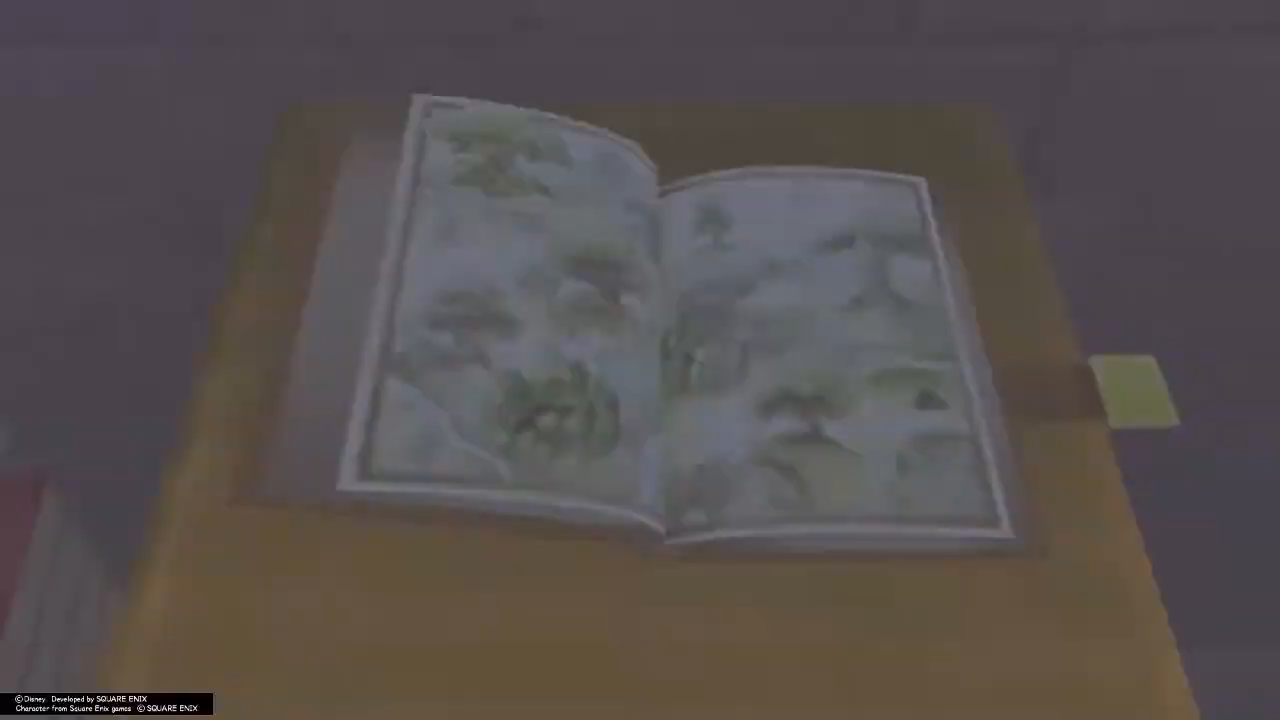 © Disney. Developed by SQUARE ENIX
Character from Square Enix games © SQUARE ENIX